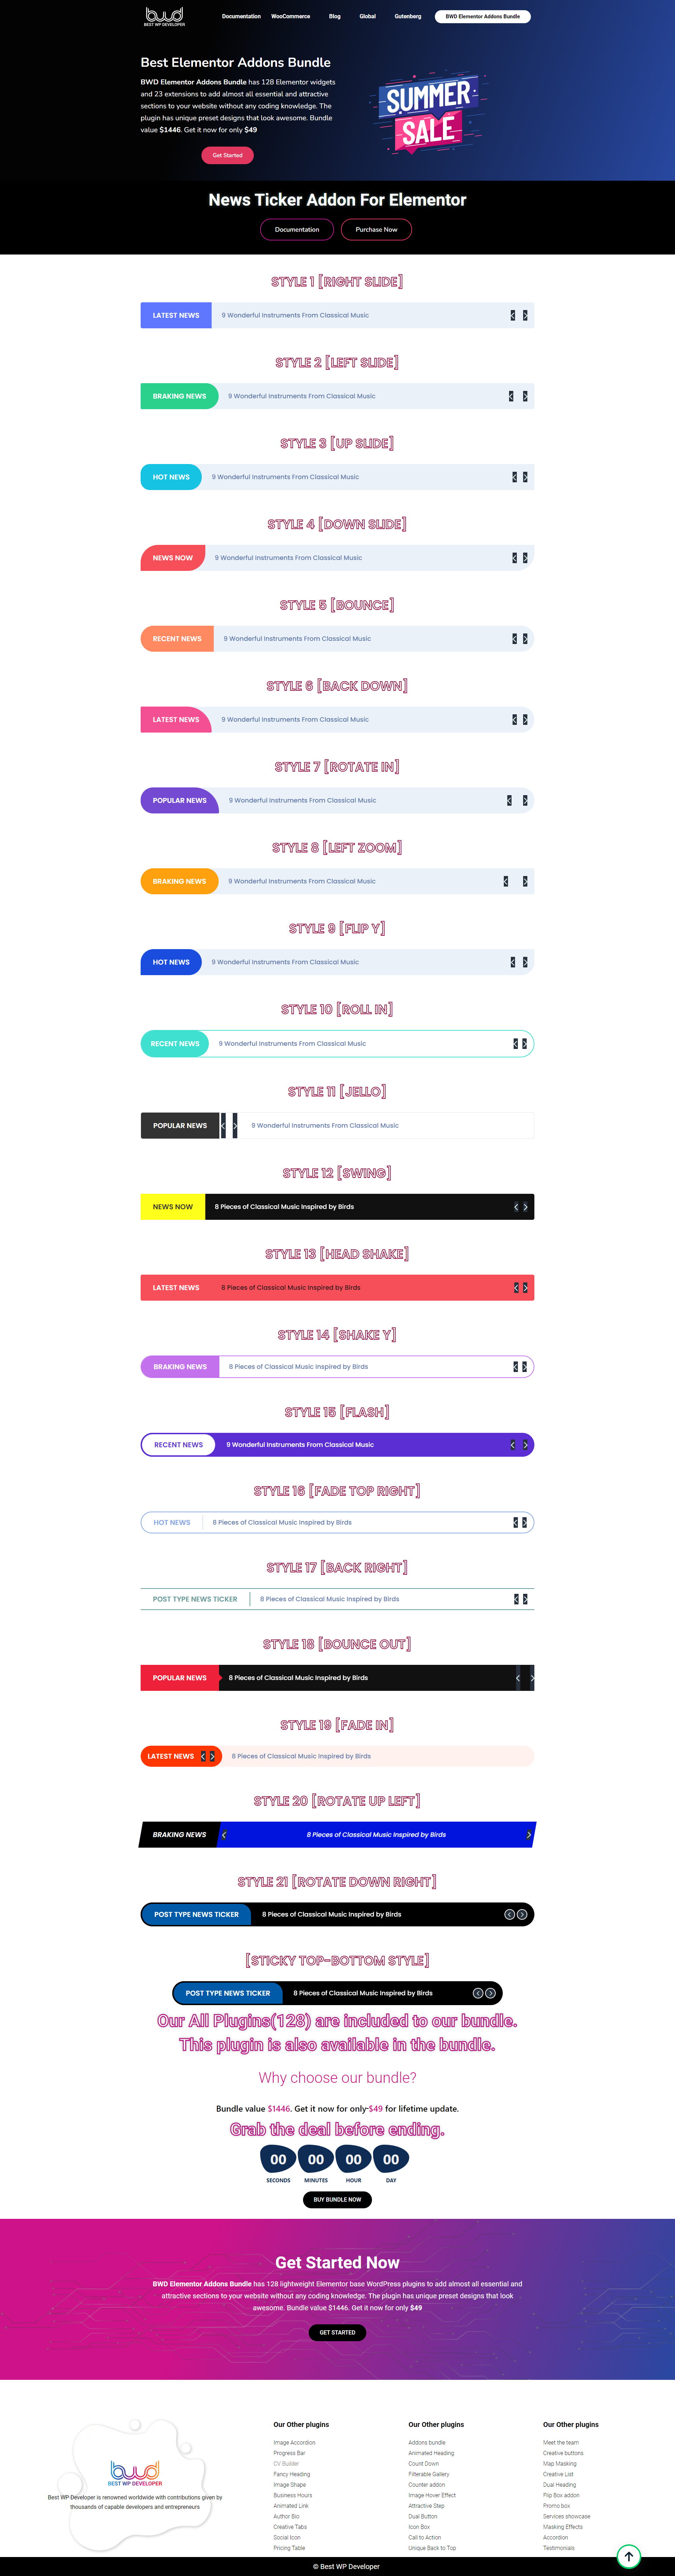 bwd
BEST WP DEVELOPER
Documentation WooCommerce Blog Global Gutenberg BWD Elementor Addons Bundle
Best Elementor Addons Bundle
BWD Elementor Addons Bundle has 128 Elementor widgets
and 23 extensions to add almost all essential and attractive
sections to your website without any coding knowledge. The
plugin has unique preset designs that look awesome. Bundle
value $1446. Get it now for only $49
Get Started
SUMMER
SALE
News Ticker Addon For Elementor
Documentation Purchase Now
STYLE 1 [RIGHT SLIDE]
LATEST NEWS 9 Wonderful Instruments From Classical Music
STYLE 2 [LEFT SLIDE]
BRAKING NEWS 9 Wonderful Instruments From Classical Music
STYLE 3 [UP SLIDE]
HOT NEWS 9 Wonderful Instruments From Classical Music
STYLE 4 [DOWN SLIDE]
NEWS NOW 9 Wonderful Instruments From Classical Music
STYLE 5 [BOUNCE]
RECENT NEWS 9 Wonderful Instruments From Classical Music
STYLE 6 [BACK DOWN]
LATEST NEWS 9 Wonderful Instruments From Classical Music
STYLE 7 [ROTATE IN]
POPULAR NEWS 9 Wonderful Instruments From Classical Music
STYLE 8 [LEFT ZOOM]
BRAKING NEWS 9 Wonderful Instruments From Classical Music
STYLE 9 [FLIP Y]
HOT NEWS 9 Wonderful Instruments From Classical Music
STYLE 10 [ROLL IN]
RECENT NEWS 9 Wonderful Instruments From Classical Music
STYLE 11 [JELLO]
POPULAR NEWS 9 Wonderful Instruments From Classical Music
STYLE 12 [SWING]
NEWS NOW 8 Pieces of Classical Music Inspired by Birds
STYLE 13 [HEAD SHAKE]
LATEST NEWS 8 Pieces of Classical Music Inspired by Birds
STYLE 14 [SHAKE Y]
BRAKING NEWS 8 Pieces of Classical Music Inspired by Birds
STYLE 15 [FLASH]
RECENT NEWS 9 Wonderful Instruments From Classical Music
STYLE 16 [FADE TOP RIGHT]
HOT NEWS 8 Pieces of Classical Music Inspired by Birds
STYLE 17 [BACK RIGHT]
POST TYPE NEWS TICKER 8 Pieces of Classical Music Inspired by Birds
STYLE 18 [BOUNCE OUT]
POPULAR NEWS 8 Pieces of Classical Music Inspired by Birds
STYLE 19 [FADE IN]
LATEST NEWS 8 Pieces of Classical Music Inspired by Birds
STYLE 20 [ROTATE UP LEFT]
BRAKING NEWS 8 Pieces of Classical Music Inspired by Birds
STYLE 21 [ROTATE DOWN RIGHT]
POST TYPE NEWS TICKER 8 Pieces of Classical Music Inspired by Birds
[STICKY TOP-BOTTOM STYLE]
POST TYPE NEWS TICKER 8 Pieces of Classical Music Inspired by Birds
Our All Plugins(128) are included to our bundle.
This plugin is also available in the bundle.
Why choose our bundle?
Bundle value $1446. Get it now for only-$49 for lifetime update.
Grab the deal before ending.
00 00 00 00
SECONDS MINUTES HOUR DAY
BUY BUNDLE NOW
Get Started Now
BWD Elementor Addons Bundle has 128 lightweight Elementor base WordPress plugins to add almost all essential and
attractive sections to your website without any coding knowledge. The plugin has unique preset designs that look
awesome. Bundle value $1446. Get it now for only $49
GET STARTED
bwd
BEST WP DEVELOPER
Best WP Developer is renowned worldwide with contributions given by
thousands of capable developers and entrepreneurs
Our Other plugins
Image Accordion
Progress Bar
CV Builder
Fancy Heading
Image Shape
Business Hours
Animated Link
Author Bio
Creative Tabs
Social Icon
Pricing Table
Our Other plugins
Addons bundle
Animated Heading
Count Down
Filterable Gallery
Counter addon
Image Hover Effect
Attractive Step
Dual Button
Icon Box
Call to Action
Unique Back to Top
Our Other plugins
Meet the team
Creative buttons
Map Masking
Creative List
Dual Heading
Flip Box addon
Promo box
Services showcase
Masking Effects
Accordion
Testimonials
© Best WP Developer